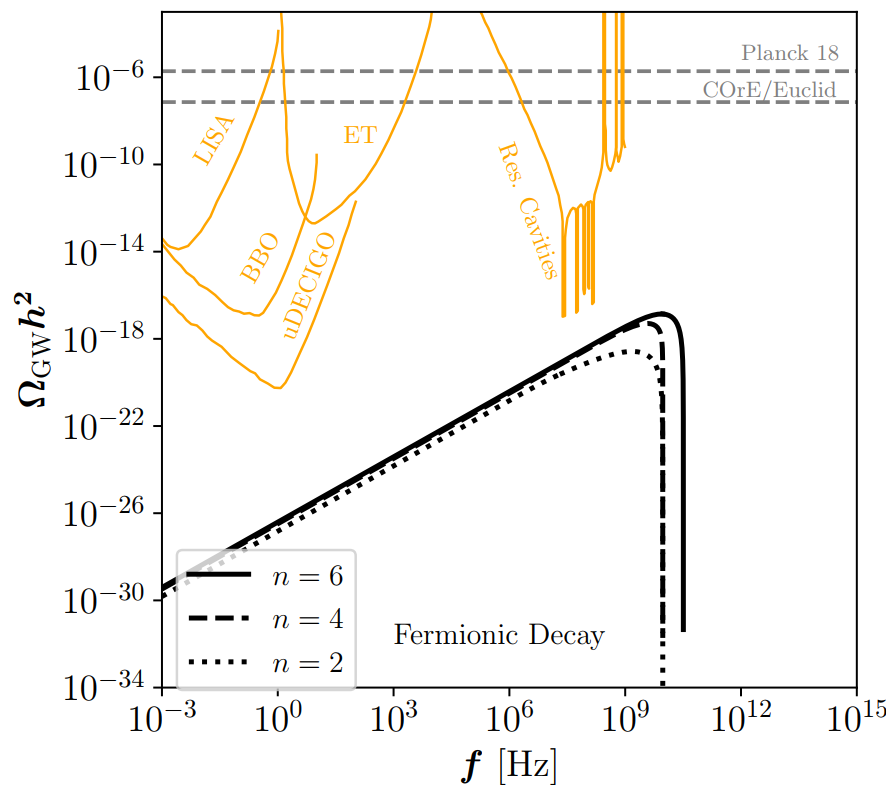 Planck 18
COrE/Euclid
LISA
ET
BBO
uDECIGO
Res. Cavities
Ω_GW h²
10⁻⁶
10⁻¹⁰
10⁻¹⁴
10⁻¹⁸
10⁻²²
10⁻²⁶
10⁻³⁰
10⁻³⁴
n = 6
n = 4
n = 2
Fermionic Decay
10⁻³ 10⁰ 10³ 10⁶ 10⁹ 10¹² 10¹⁵
f [Hz]